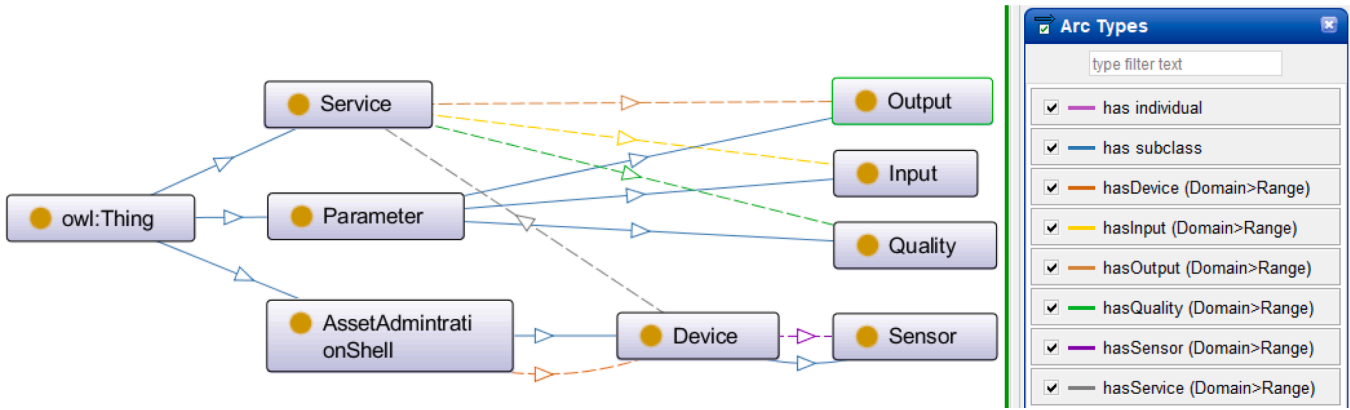 Service
Output
Input
owl:Thing
Parameter
Quality
AssetAdmintrati
onShell
Device
Sensor
Arc Types
type filter text
has individual
has subclass
hasDevice (Domain>Range)
hasInput (Domain>Range)
hasOutput (Domain>Range)
hasQuality (Domain>Range)
hasSensor (Domain>Range)
hasService (Domain>Range)